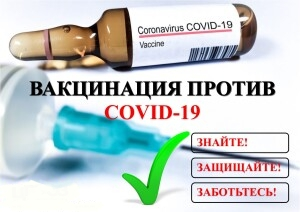 Coronavirus COVID-19
Vaccine
ВАКЦИНАЦИЯ ПРОТИВ
COVID-19
ЗНАЙТЕ!
ЗАЩИЩАЙТЕ!
ЗАБОТЬТЕСЬ!